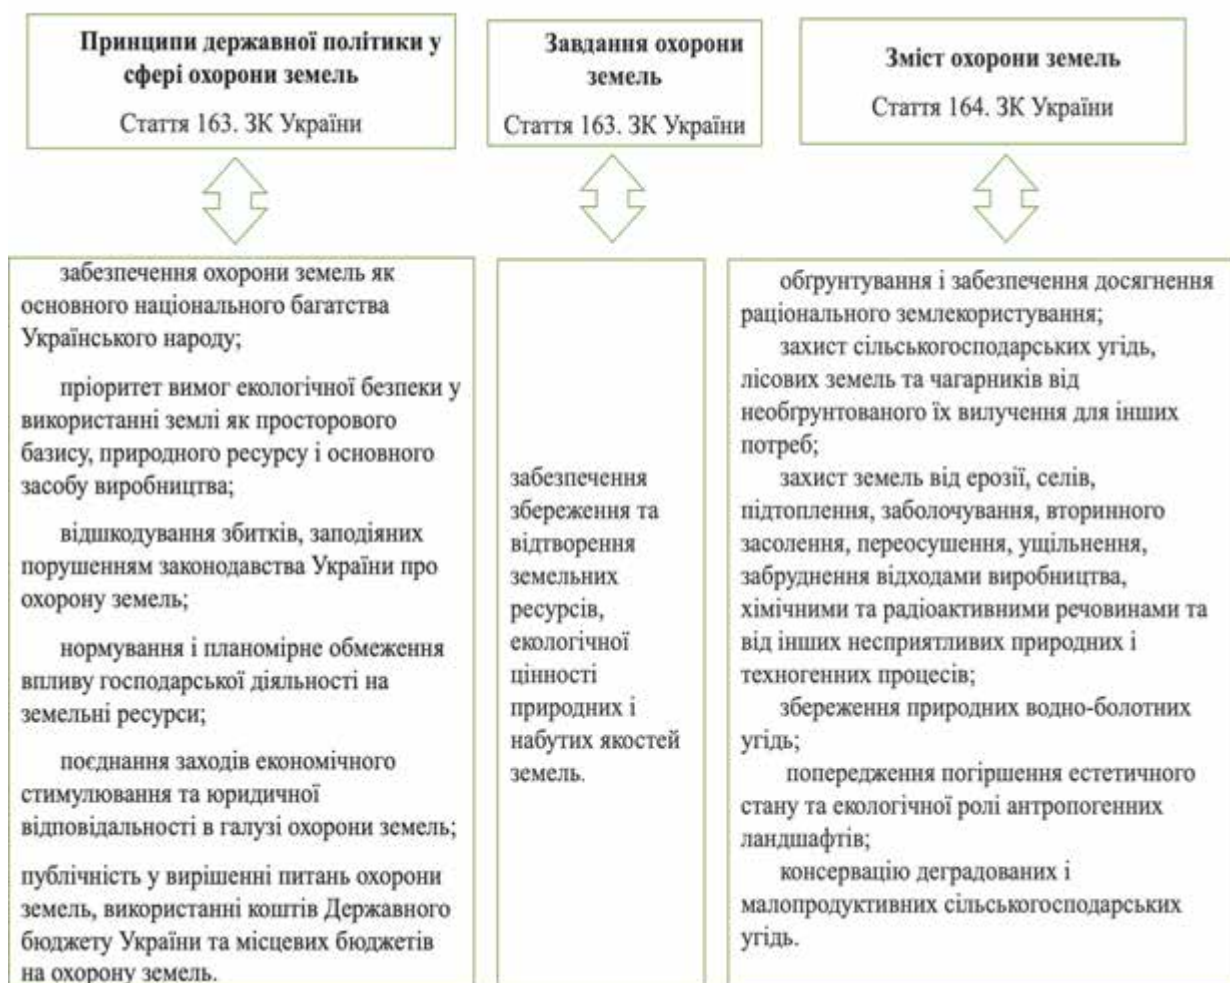 Принципи державної політики у
сфері охорони земель
Стаття 163. ЗК України
Завдання охорони
земель
Стаття 163. ЗК України
Зміст охорони земель
Стаття 164. ЗК України
забезпечення охорони земель як
основного національного багатства
Українського народу;
пріоритет вимог екологічної безпеки у
використанні землі як просторового
базису, природного ресурсу і основного
засобу виробництва;
відшкодування збитків, заподіяних
порушенням законодавства України про
охорону земель;
нормування і планомірне обмеження
впливу господарської діяльності на
земельні ресурси;
поєднання заходів економічного
стимулювання та юридичної
відповідальності в галузі охорони земель;
публічність у вирішенні питань охорони
земель, використанні коштів Державного
бюджету України та місцевих бюджетів
на охорону земель.
забезпечення
збереження та
відтворення
земельних
ресурсів,
екологічної
цінності
природних і
набутих якостей
земель.
обґрунтування і забезпечення досягнення
раціонального землекористування;
захист сільськогосподарських угідь,
лісових земель та чагарників від
необґрунтованого їх вилучення для інших
потреб;
захист земель від ерозії, селів,
підтоплення, заболочування, вторинного
засолення, переосушення, ущільнення,
забруднення відходами виробництва,
хімічними та радіоактивними речовинами та
від інших несприятливих природних і
техногенних процесів;
збереження природних водно-болотних
угідь;
попередження погіршення естетичного
стану та екологічної ролі антропогенних
ландшафтів;
консервацію деградованих і
малопродуктивних сільськогосподарських
угідь.